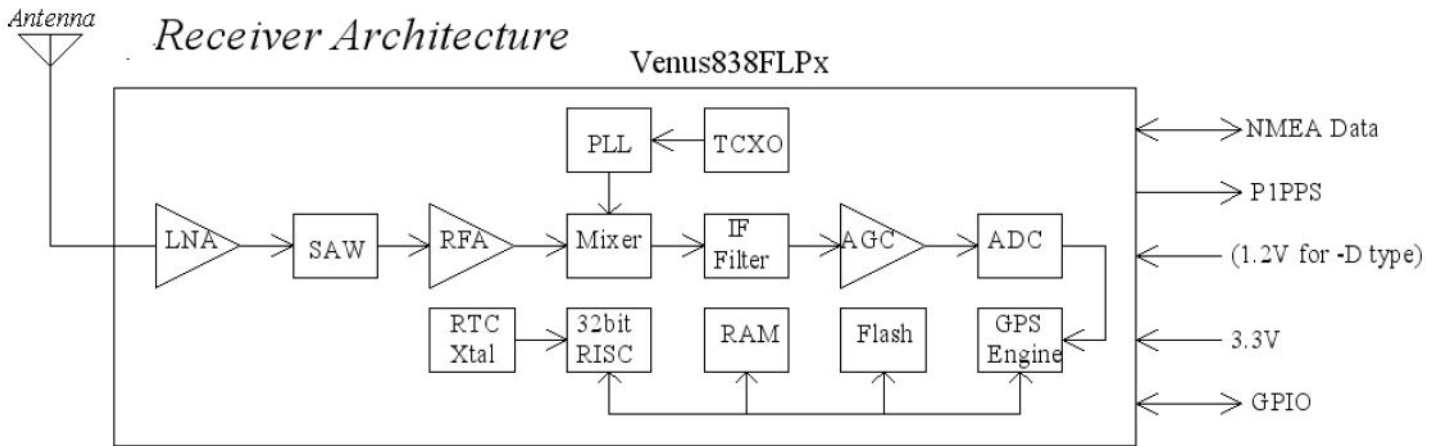 Antenna
Receiver Architecture
Venus838FLPx
PLL
TCXO
NMEA Data
P1PPS
LNA
SAW
RFA
Mixer
IF
Filter
AGC
ADC
(1.2V for -D type)
RTC
Xtal
32bit
RISC
RAM
Flash
GPS
Engine
3.3V
GPIO